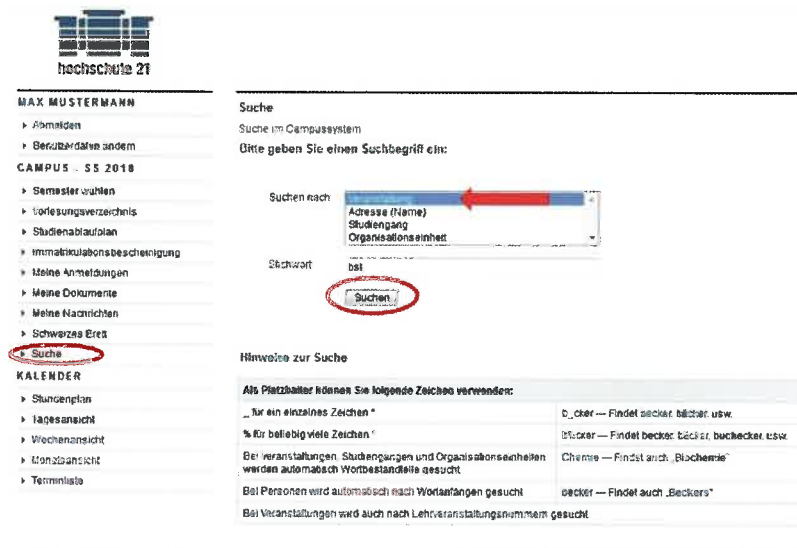 hochschule 21
MAX MUSTERMANN
Abmelden
Benutzerdaten ändern
CAMPUS - SS 2018
Semester wählen
Vorlesungsverzeichnis
Studienablaufplan
Immatrikulationsbescheinigung
Meine Anmeldungen
Meine Dokumente
Meine Nachrichten
Schwarzes Brett
Suche
KALENDER
Stundenplan
Tagesansicht
Wochenansicht
Monatsansicht
Terminliste
Suche
Suche im Campussystem
Bitte geben Sie einen Suchbegriff ein:
Suchen nach
Veranstaltung
Adresse (Name)
Studiengang
Organisationseinheit
Stichwort
bst
Suchen
Hinweise zur Suche
Als Platzhalter können Sie folgende Zeichen verwenden:
_ für ein einzelnes Zeichen * b_cker — Findet becker, bäcker, usw.
% für beliebig viele Zeichen * — Findet becker, bäcker, buchecker, usw.
Bei Veranstaltungen, Studiengängen und Organisationseinheiten Chemie — Findet auch „Biochemie“
werden automatisch Wortbestandteile gesucht
Bei Personen wird automatisch nach Wortanfängen gesucht becker — Findet auch „Beckers“
Bei Veranstaltungen wird auch nach Lehrveranstaltungsnummern gesucht